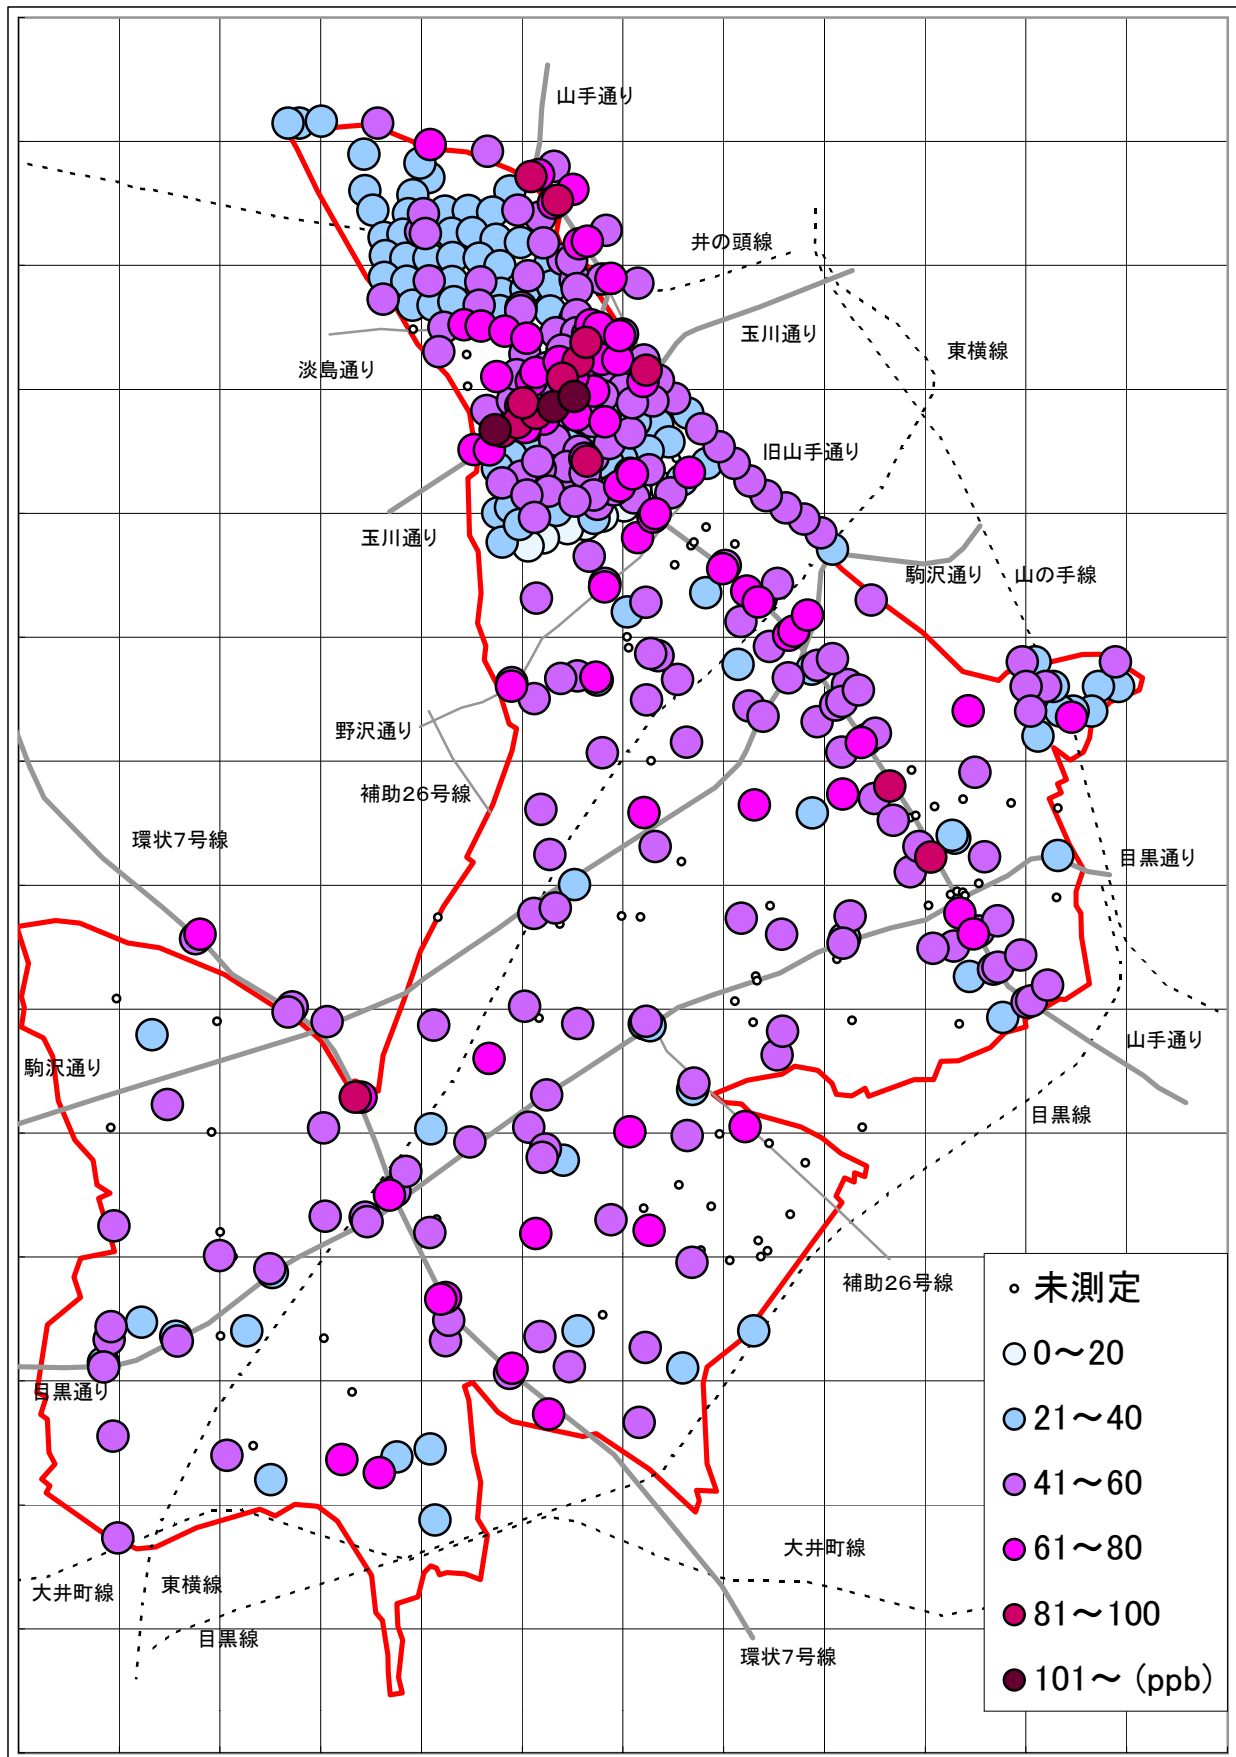 山手通り
井の頭線
玉川通り
淡島通り
東横線
旧山手通り
玉川通り
駒沢通り
山の手線
野沢通り
補助26号線
環状7号線
目黒通り
駒沢通り
山手通り
目黒線
補助26号線
目黒通り
大井町線
大井町線
東横線
目黒線
環状7号線
未測定
0～20
21～40
41～60
61～80
81～100
101～(ppb)